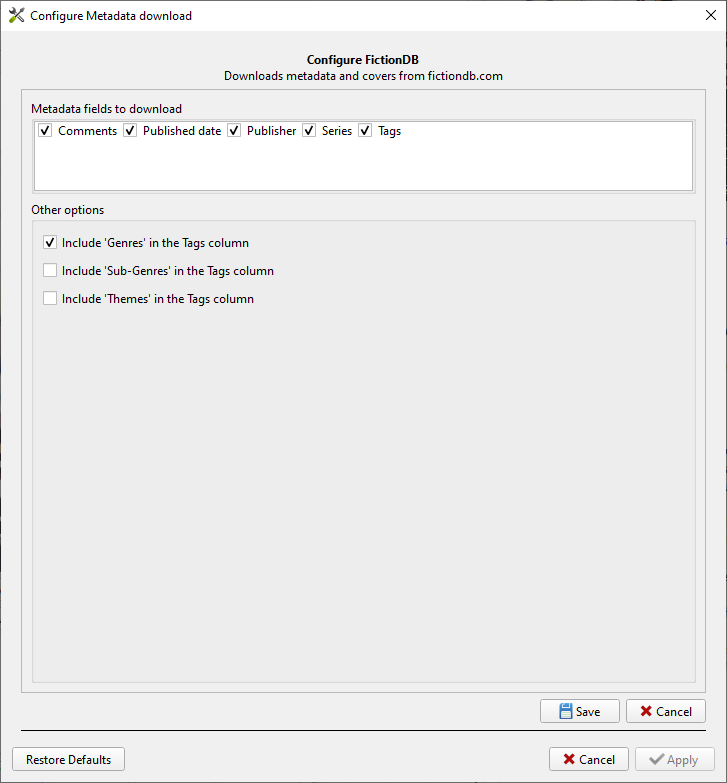 Configure Metadata download
Configure FictionDB
Downloads metadata and covers from fictiondb.com
Metadata fields to download
Comments Published date Publisher Series Tags
Other options
Include 'Genres' in the Tags column
Include 'Sub-Genres' in the Tags column
Include 'Themes' in the Tags column
Save Cancel
Restore Defaults Cancel Apply